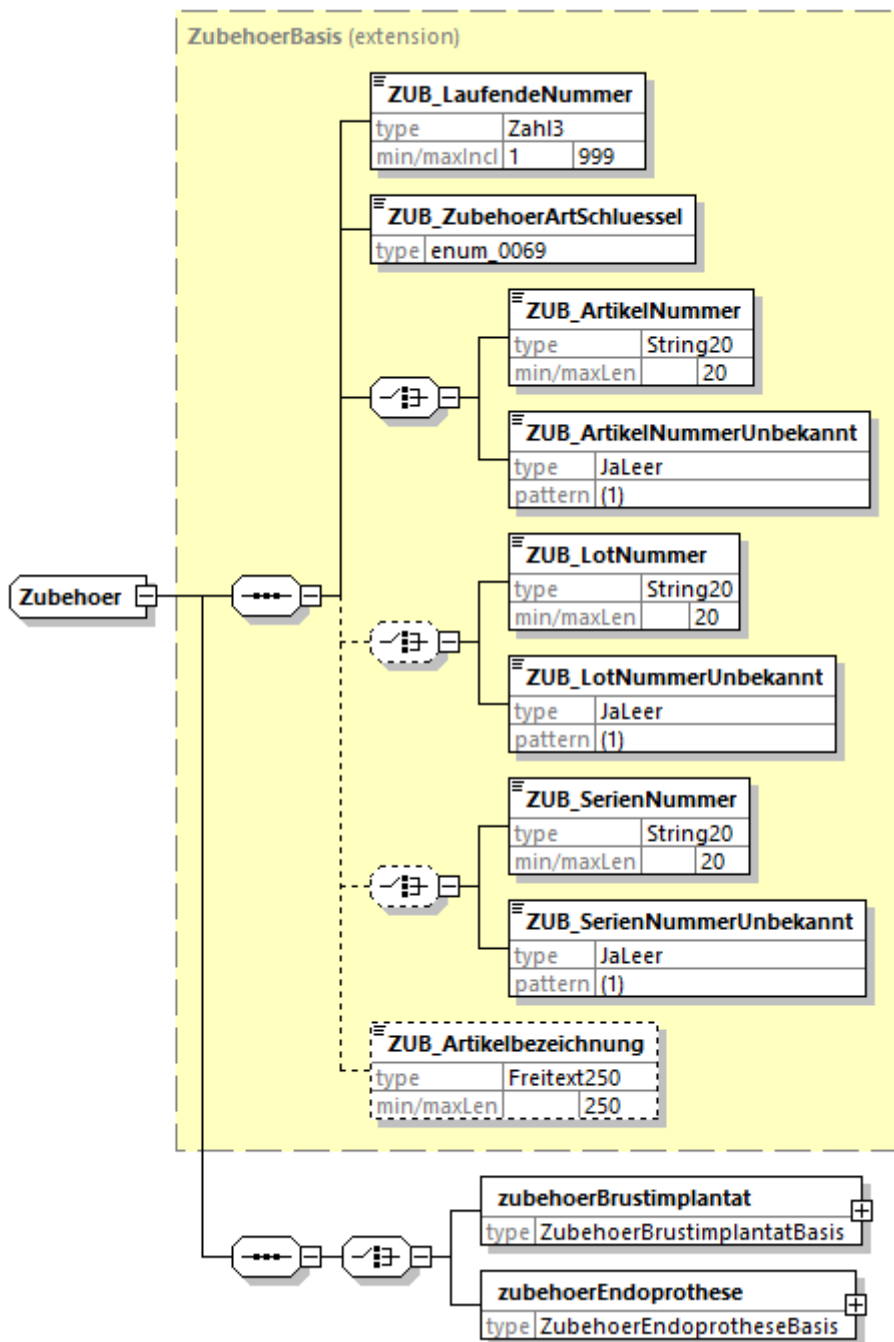 ZubehoerBasis (extension)
ZUB_LaufendeNummer
type Zahl3
min/maxIncl 1 999
ZUB_ZubehoerArtSchluessel
type enum_0069
ZUB_ArtikelNummer
type String20
min/maxLen 20
ZUB_ArtikelNummerUnbekannt
type JaLeer
pattern (1)
Zubehoer
ZUB_LotNummer
type String20
min/maxLen 20
ZUB_LotNummerUnbekannt
type JaLeer
pattern (1)
ZUB_SerienNummer
type String20
min/maxLen 20
ZUB_SerienNummerUnbekannt
type JaLeer
pattern (1)
ZUB_Artikelbezeichnung
type Freitext250
min/maxLen 250
zubehoerBrustimplantat
type ZubehoerBrustimplantatBasis
zubehoerEndoprothese
type ZubehoerEndoprotheseBasis